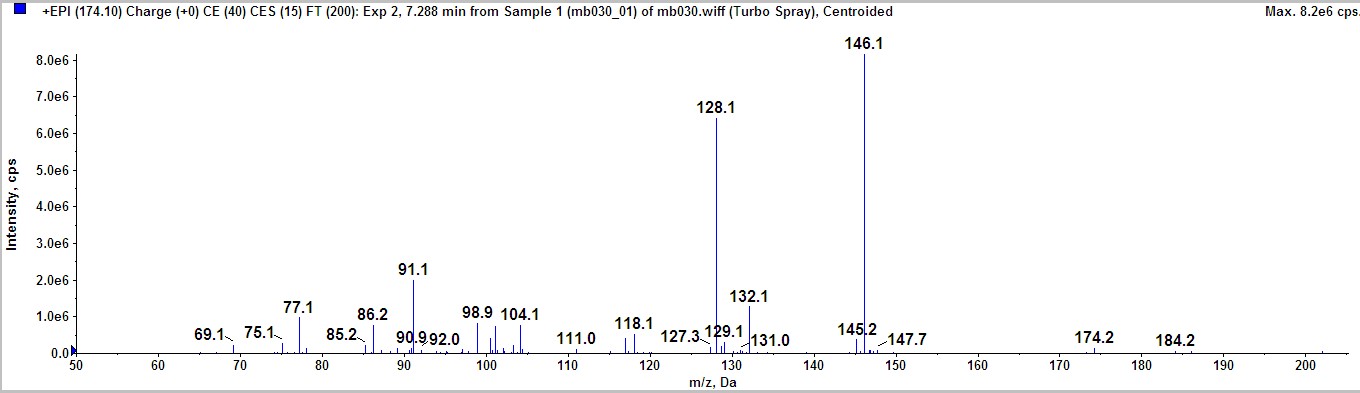 +EPI (174.10) Charge (+0) CE (40) CES (15) FT (200): Exp 2, 7.288 min from Sample 1 (mb030_01) of mb030.wiff (Turbo Spray), Centroided Max. 8.2e6 cps.
146.1
8.0e6
7.0e6
128.1
6.0e6
5.0e6
4.0e6
3.0e6
91.1
2.0e6
132.1
77.1
86.2 98.9 104.1
1.0e6
118.1
69.1 75.1 85.2 90.9 92.0 111.0 127.3 129.1 131.0 145.2 147.7 174.2 184.2
0.0
50 60 70 80 90 100 110 120 130 140 150 160 170 180 190 200
m/z, Da
Intensity, cps